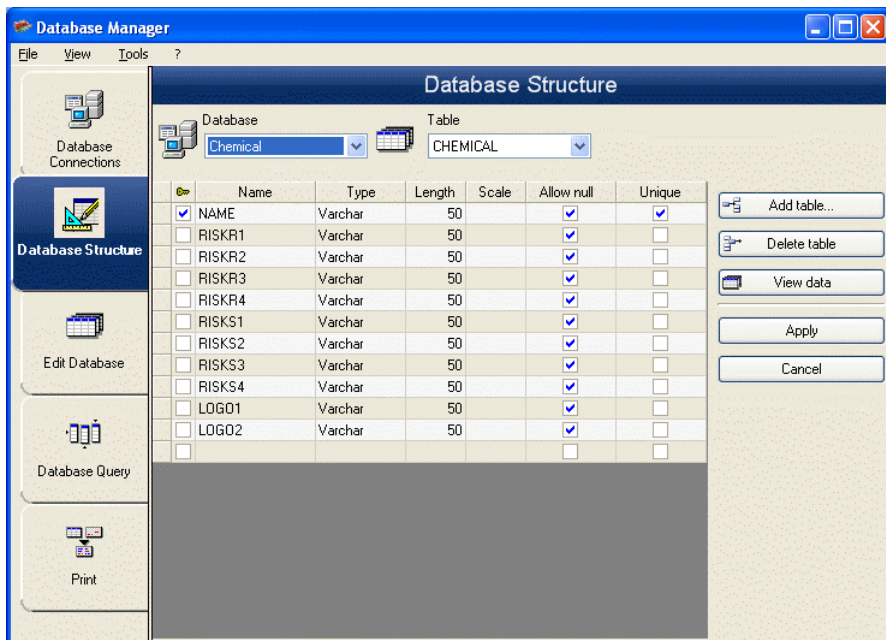 Database Manager
File View Tools ?
Database Structure
Database Connections
Database
Chemical
Table
CHEMICAL
Database Structure
Edit Database
Database Query
Print
Name Type Length Scale Allow null Unique
NAME Varchar 50
RISKR1 Varchar 50
RISKR2 Varchar 50
RISKR3 Varchar 50
RISKR4 Varchar 50
RISKS1 Varchar 50
RISKS2 Varchar 50
RISKS3 Varchar 50
RISKS4 Varchar 50
LOGO1 Varchar 50
LOGO2 Varchar 50
Add table...
Delete table
View data
Apply
Cancel